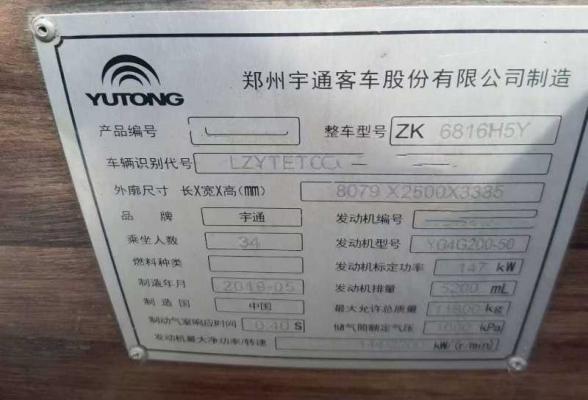 YUTONG
郑州宇通客车股份有限公司制造
产品编号
整车型号 ZK 6816H5Y
车辆识别代号 LZYTETCC
外廓尺寸 长X宽X高(mm) 8079 X2500X3335
品牌 宇通 发动机编号
乘坐人数 34 发动机型号 YC4G200-50
燃料种类 发动机标定功率 147 kW
制造年月 2018-05 发动机排量 5200 mL
制造国 中国 最大允许总质量 11800 kg
制动气室响应时间 0.40 S 储气筒额定气压 1000 kPa
发动机最大净功率/转速 kW/(r/min)